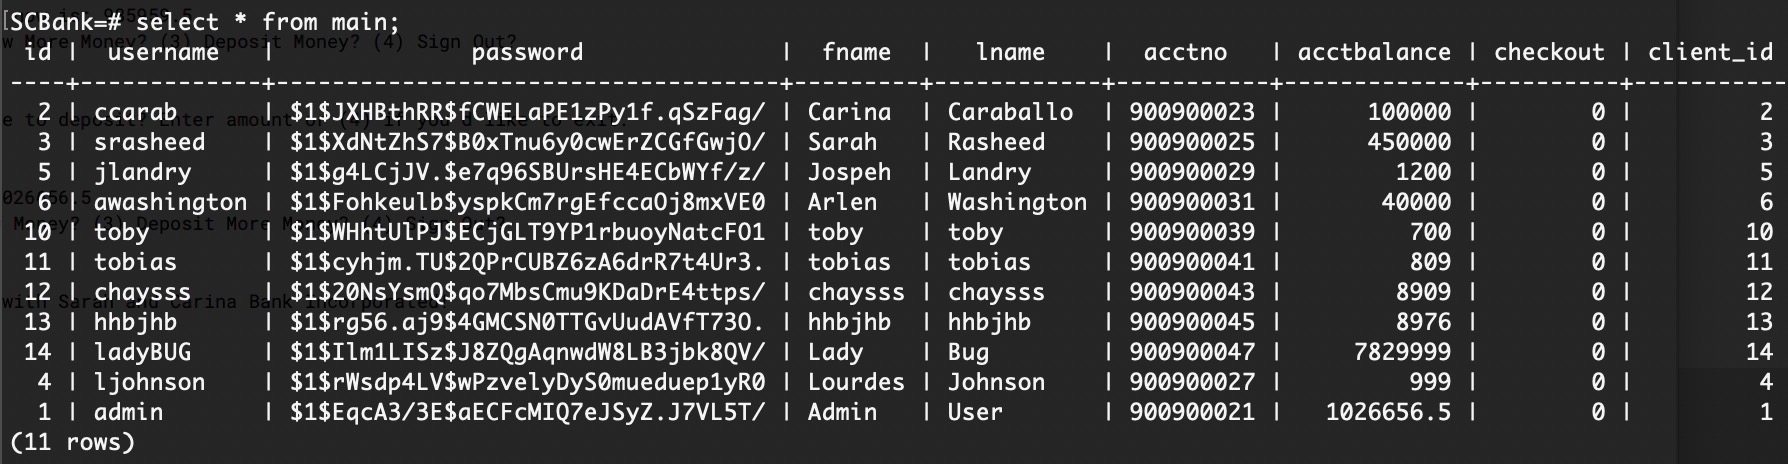 SCBank=# select * from main;
id | username | password | fname | lname | acctno | acctbalance | checkout | client_id
----+------------+---------------------------------+---------+------------+-----------+-------------+----------+-----------
2 | ccarab | $1$JXHBthRR$fCWELaPE1zPy1f.qSzFag/ | Carina | Caraballo | 900900023 | 100000 | 0 | 2
3 | srasheed | $1$XdNtZhS7$B0xTnu6y0cwErZCGfGwjO/ | Sarah | Rasheed | 900900025 | 450000 | 0 | 3
5 | jlandry | $1$g4LCjJV.$e7q96SBUrsHE4ECbWYf/z/ | Jospeh | Landry | 900900029 | 1200 | 0 | 5
6 | awashington | $1$Fohkeulb$yspkCm7rgEfccaOj8mxVE0 | Arlen | Washington | 900900031 | 40000 | 0 | 6
10 | toby | $1$WHhtUlPJ$ECjGLT9YP1rbuoyNatcFO1 | toby | toby | 900900039 | 700 | 0 | 10
11 | tobias | $1$cyhjm.TU$2QPrCUBZ6zA6drR7t4Ur3. | tobias | tobias | 900900041 | 809 | 0 | 11
12 | chaysss | $1$20NsYsmQ$qo7MbsCmu9KDaDrE4ttps/ | chaysss | chaysss | 900900043 | 8909 | 0 | 12
13 | hhbjhb | $1$rg56.aj9$4GMCSN0TTGvUudAVfT73O. | hhbjhb | hhbjhb | 900900045 | 8976 | 0 | 13
14 | ladyBUG | $1$Ilm1LISz$J8ZQgAqnwdW8LB3jbk8QV/ | Lady | Bug | 900900047 | 7829999 | 0 | 14
4 | ljohnson | $1$rWsdp4LV$wPzvelyDyS0mueduep1yR0 | Lourdes | Johnson | 900900027 | 999 | 0 | 4
1 | admin | $1$EqcA3/3E$aECFcMIQ7eJSyZ.J7VL5T/ | Admin | User | 900900021 | 1026656.5 | 0 | 1
(11 rows)